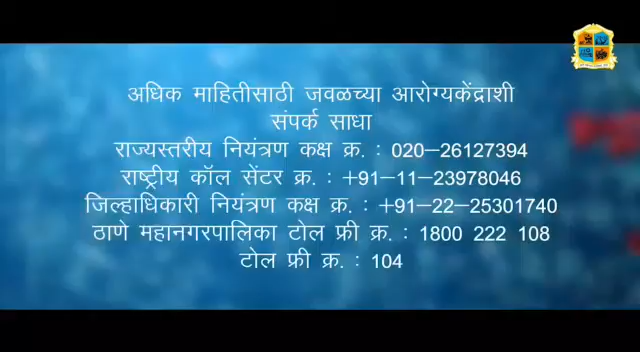 अधिक माहितीसाठी जवळच्या आरोग्यकेंद्राशी
संपर्क साधा
राज्यस्तरीय नियंत्रण कक्ष क्र. : 020–26127394
राष्ट्रीय कॉल सेंटर क्र. : +91–11–23978046
जिल्हाधिकारी नियंत्रण कक्ष क्र. : +91–22–25301740
ठाणे महानगरपालिका टोल फ्री क्र. : 1800 222 108
टोल फ्री क्र. : 104